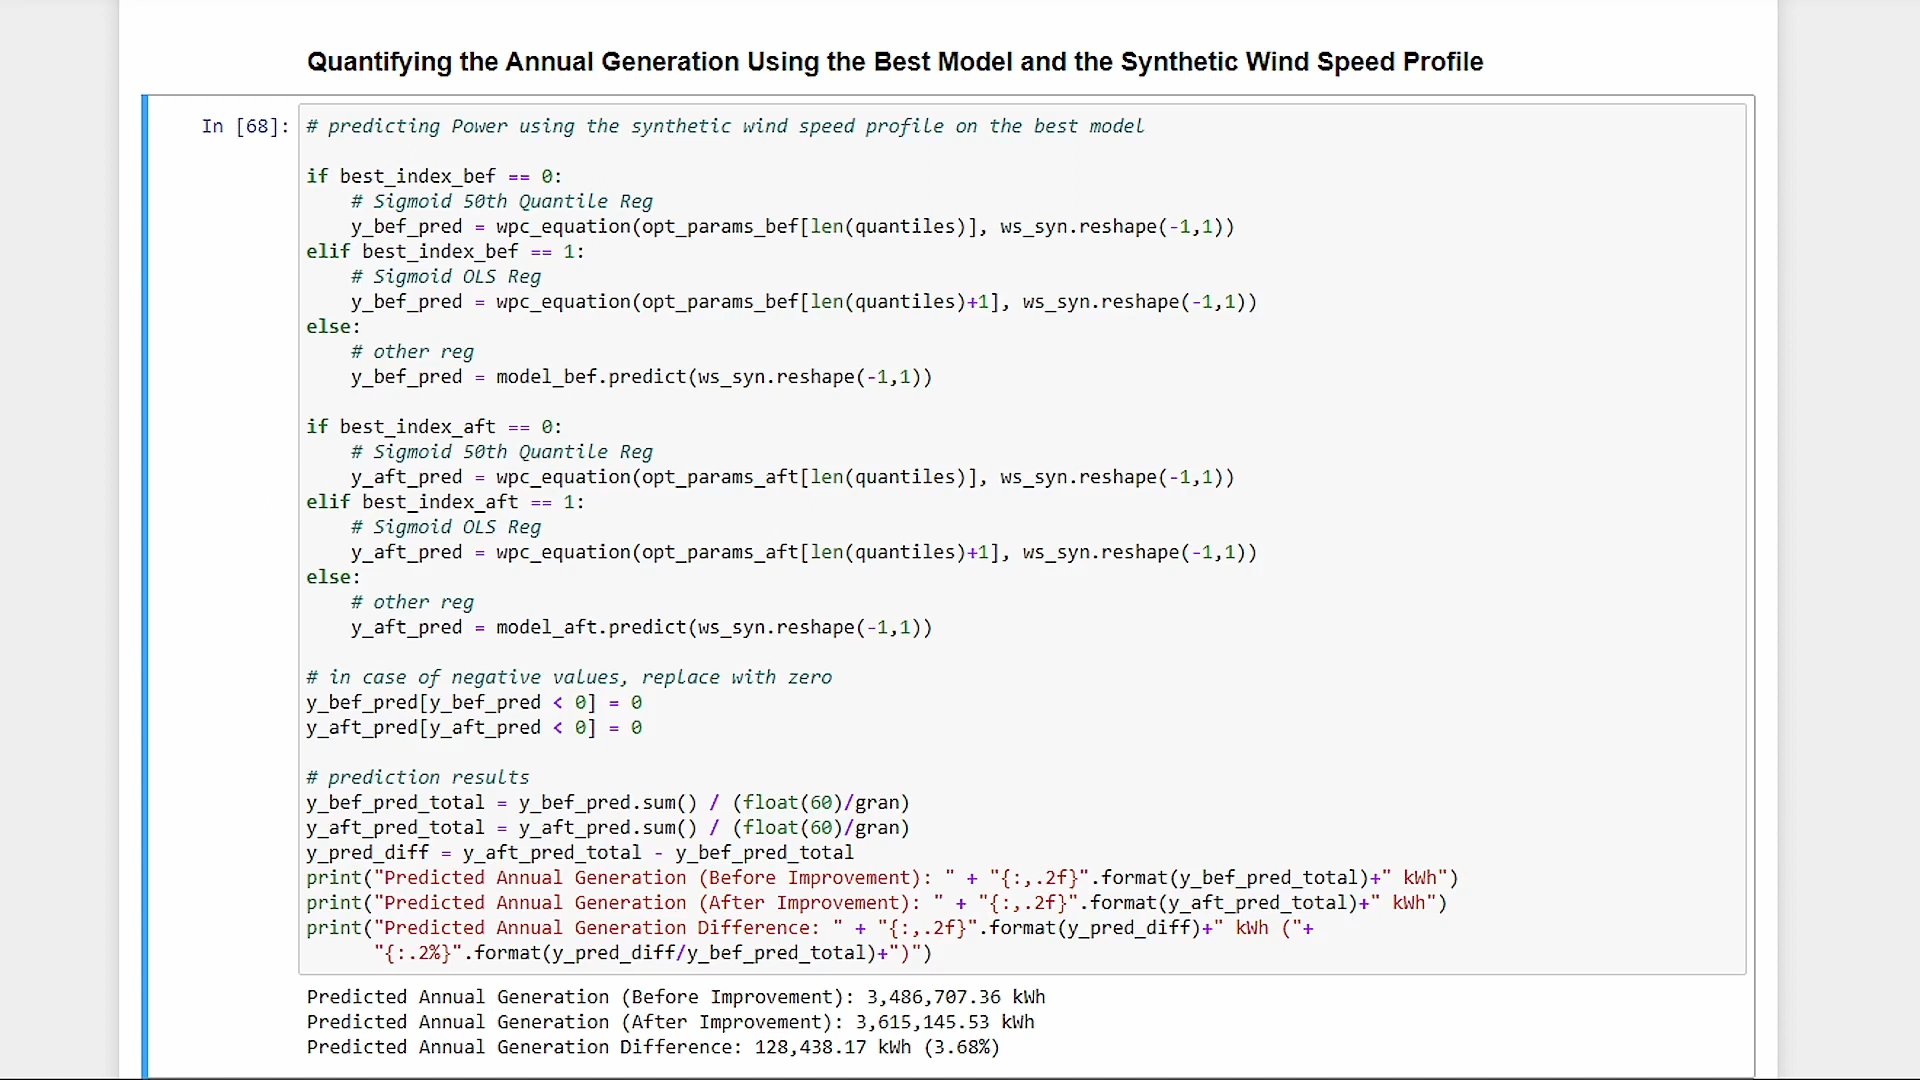 Quantifying the Annual Generation Using the Best Model and the Synthetic Wind Speed Profile
In [68]:
# predicting Power using the synthetic wind speed profile on the best model

if best_index_bef == 0:
    # Sigmoid 50th Quantile Reg
    y_bef_pred = wpc_equation(opt_params_bef[len(quantiles)], ws_syn.reshape(-1,1))
elif best_index_bef == 1:
    # Sigmoid OLS Reg
    y_bef_pred = wpc_equation(opt_params_bef[len(quantiles)+1], ws_syn.reshape(-1,1))
else:
    # other reg
    y_bef_pred = model_bef.predict(ws_syn.reshape(-1,1))

if best_index_aft == 0:
    # Sigmoid 50th Quantile Reg
    y_aft_pred = wpc_equation(opt_params_aft[len(quantiles)], ws_syn.reshape(-1,1))
elif best_index_aft == 1:
    # Sigmoid OLS Reg
    y_aft_pred = wpc_equation(opt_params_aft[len(quantiles)+1], ws_syn.reshape(-1,1))
else:
    # other reg
    y_aft_pred = model_aft.predict(ws_syn.reshape(-1,1))

# in case of negative values, replace with zero
y_bef_pred[y_bef_pred < 0] = 0
y_aft_pred[y_aft_pred < 0] = 0

# prediction results
y_bef_pred_total = y_bef_pred.sum() / (float(60)/gran)
y_aft_pred_total = y_aft_pred.sum() / (float(60)/gran)
y_pred_diff = y_aft_pred_total - y_bef_pred_total
print("Predicted Annual Generation (Before Improvement): " + "{:,.2f}".format(y_bef_pred_total)+" kWh")
print("Predicted Annual Generation (After Improvement): " + "{:,.2f}".format(y_aft_pred_total)+" kWh")
print("Predicted Annual Generation Difference: " + "{:,.2f}".format(y_pred_diff)+" kWh ("+
      "{:.2%}".format(y_pred_diff/y_bef_pred_total)+")")
Predicted Annual Generation (Before Improvement): 3,486,707.36 kWh
Predicted Annual Generation (After Improvement): 3,615,145.53 kWh
Predicted Annual Generation Difference: 128,438.17 kWh (3.68%)